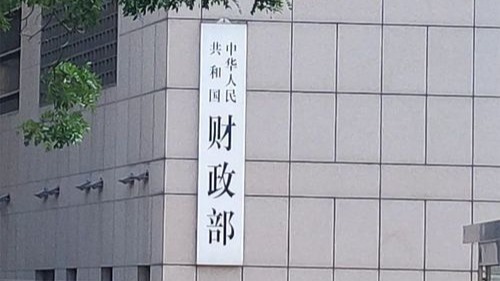 中华人民
共和国
财政部